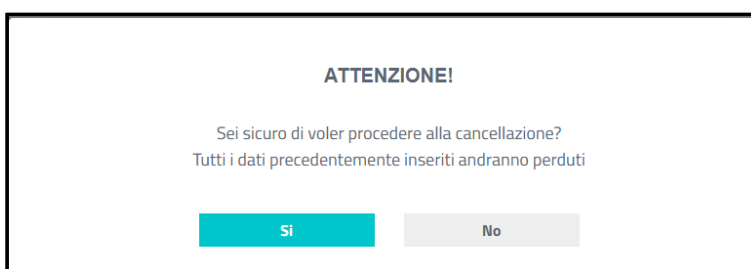 ATTENZIONE!
Sei sicuro di voler procedere alla cancellazione?
Tutti i dati precedentemente inseriti andranno perduti
Si No